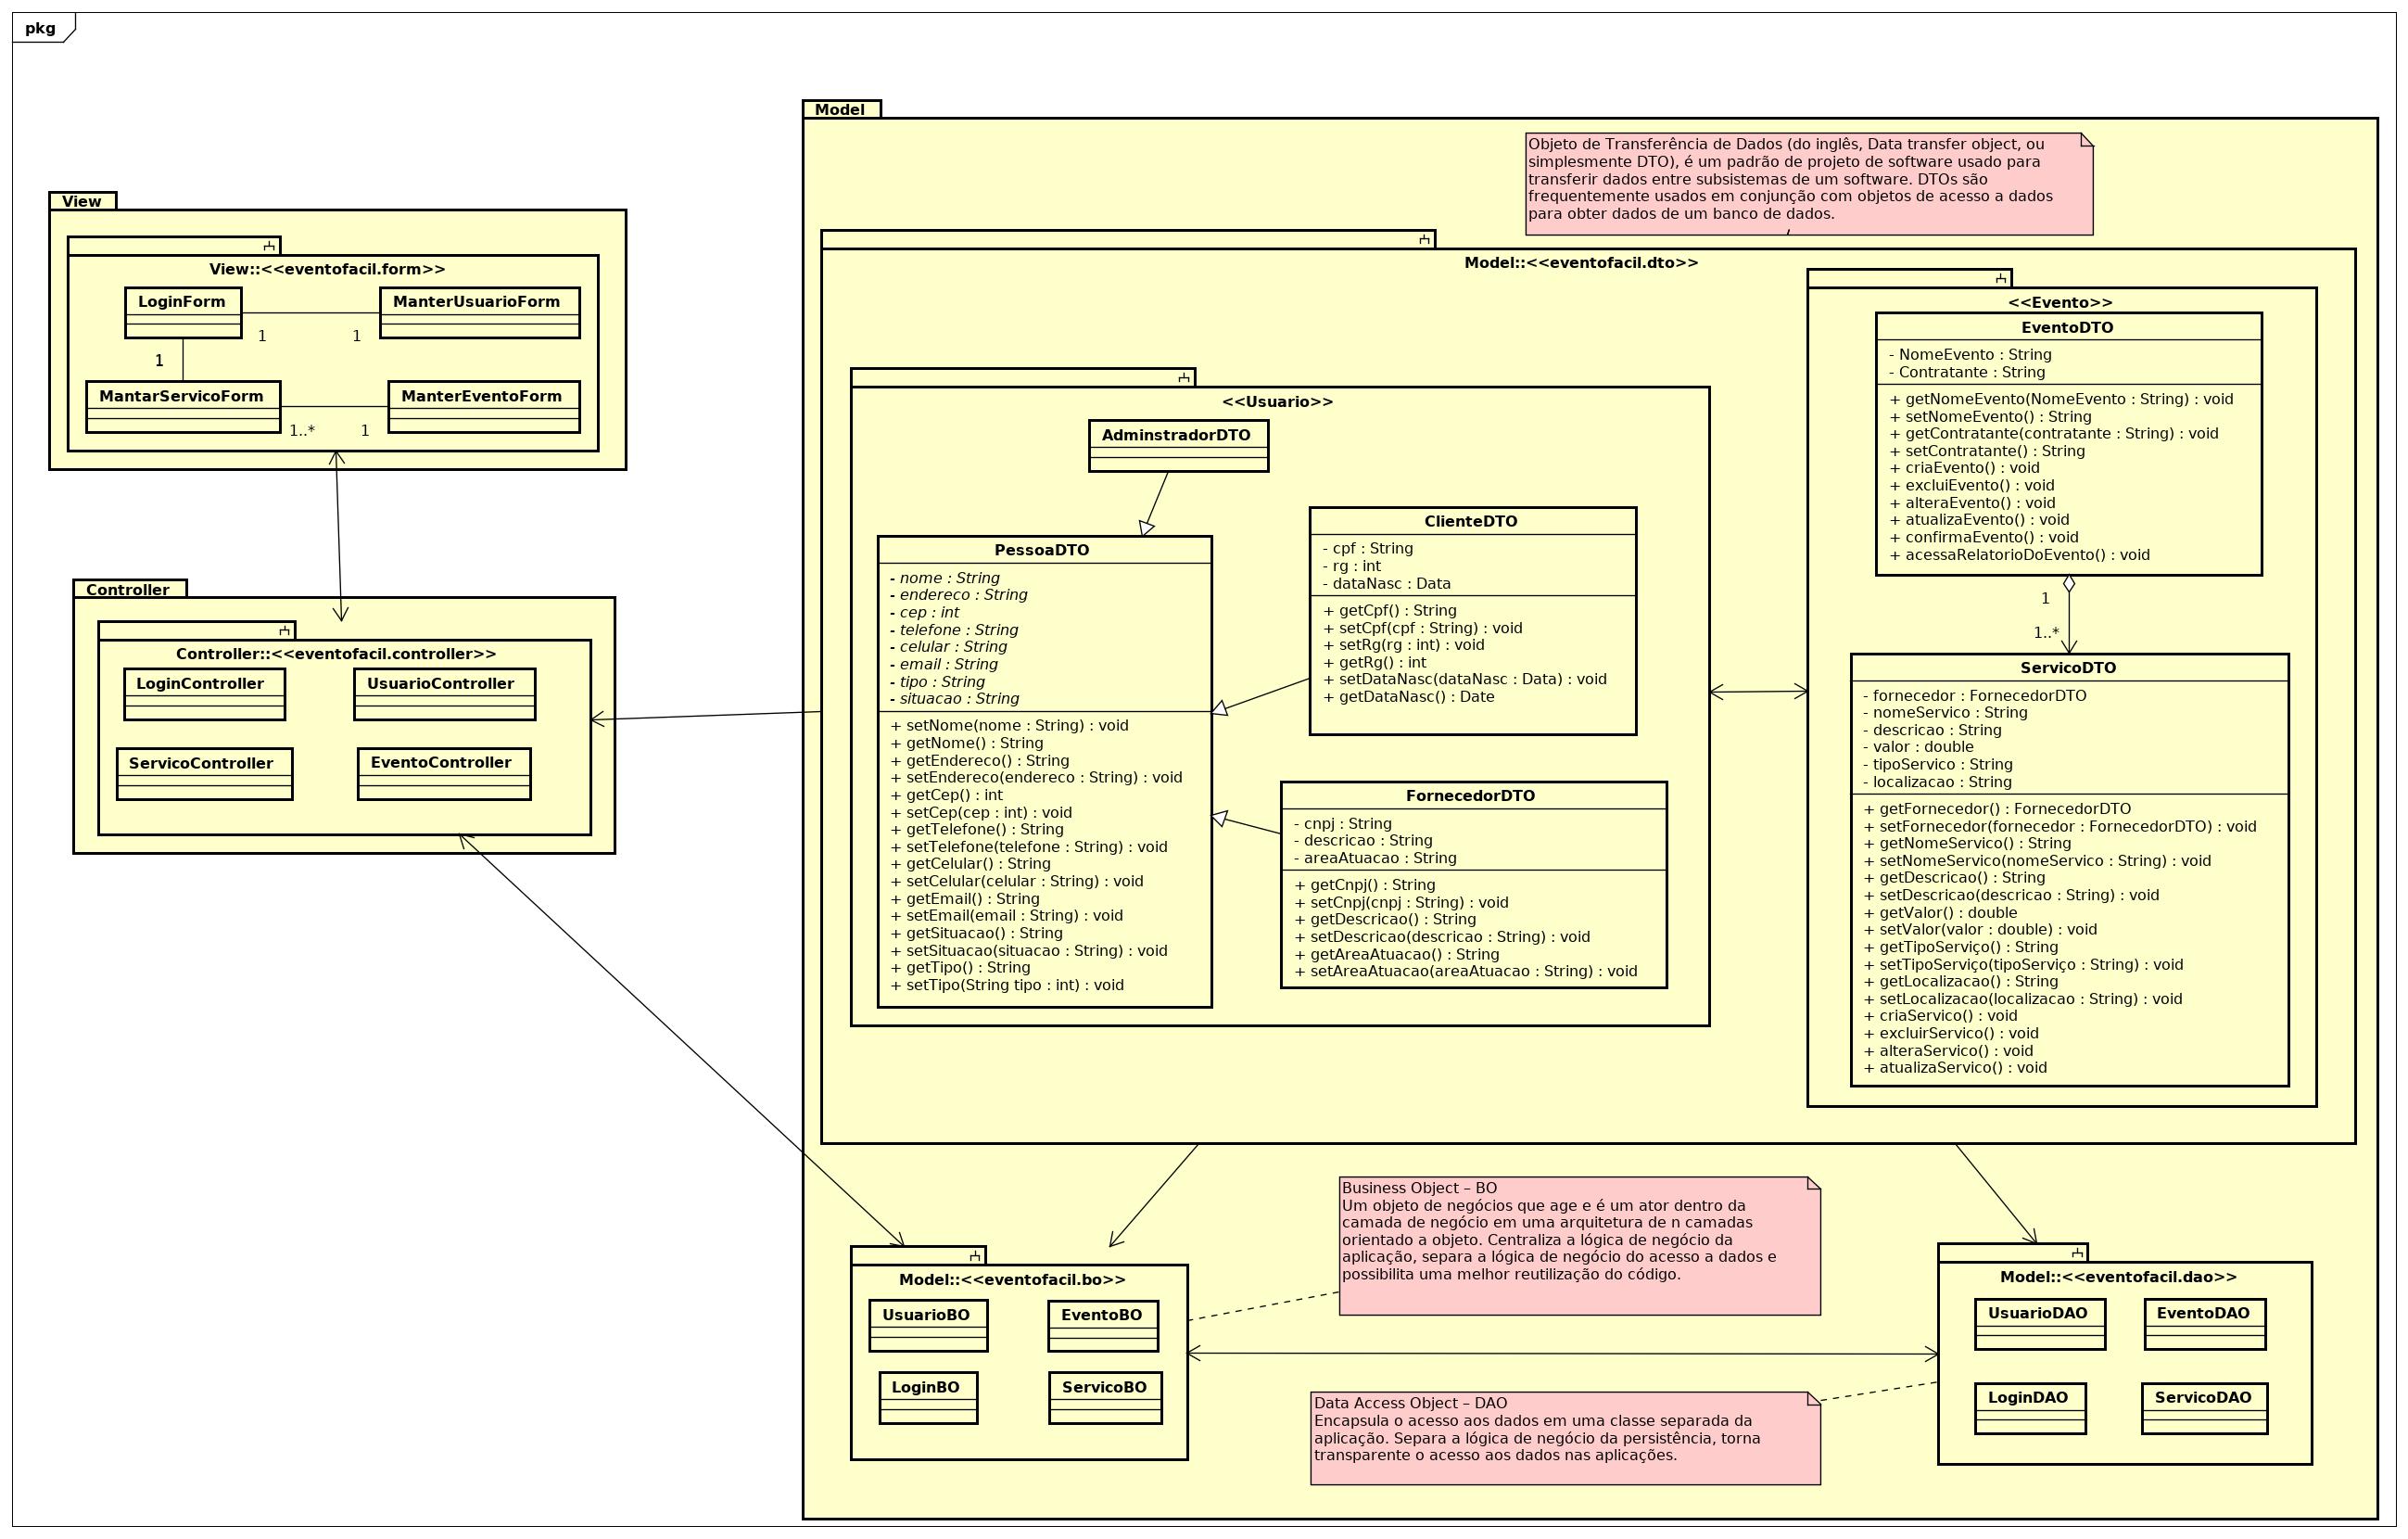 pkg
View
View::<<eventofacil.form>>
LoginForm
ManterUsuarioForm
1
1
1
MantarServicoForm
ManterEventoForm
1..*
1
Controller
Controller::<<eventofacil.controller>>
LoginController
UsuarioController
ServicoController
EventoController
Model
Objeto de Transferência de Dados (do inglês, Data transfer object, ou
simplesmente DTO), é um padrão de projeto de software usado para
transferir dados entre subsistemas de um software. DTOs são
frequentemente usados em conjunção com objetos de acesso a dados
para obter dados de um banco de dados.
Model::<<eventofacil.dto>>
<<Usuario>>
AdminstradorDTO
PessoaDTO
- nome : String
- endereco : String
- cep : int
- telefone : String
- celular : String
- email : String
- tipo : String
- situacao : String
+ setNome(nome : String) : void
+ getNome() : String
+ getEndereco() : String
+ setEndereco(endereco : String) : void
+ getCep() : int
+ setCep(cep : int) : void
+ getTelefone() : String
+ setTelefone(telefone : String) : void
+ getCelular() : String
+ setCelular(celular : String) : void
+ getEmail() : String
+ setEmail(email : String) : void
+ getSituacao() : String
+ setSituacao(situacao : String) : void
+ getTipo() : String
+ setTipo(String tipo : int) : void
ClienteDTO
- cpf : String
- rg : int
- dataNasc : Data
+ getCpf() : String
+ setCpf(cpf : String) : void
+ setRg(rg : int) : void
+ getRg() : int
+ setDataNasc(dataNasc : Data) : void
+ getDataNasc() : Date
FornecedorDTO
- cnpj : String
- descricao : String
- areaAtuacao : String
+ getCnpj() : String
+ setCnpj(cnpj : String) : void
+ getDescricao() : String
+ setDescricao(descricao : String) : void
+ getAreaAtuacao() : String
+ setAreaAtuacao(areaAtuacao : String) : void
<<Evento>>
EventoDTO
- NomeEvento : String
- Contratante : String
+ getNomeEvento(NomeEvento : String) : void
+ setNomeEvento() : String
+ getContratante(contratante : String) : void
+ setContratante() : String
+ criaEvento() : void
+ excluiEvento() : void
+ alteraEvento() : void
+ atualizaEvento() : void
+ confirmaEvento() : void
+ acessaRelatorioDoEvento() : void
1
1..*
ServicoDTO
- fornecedor : FornecedorDTO
- nomeServico : String
- descricao : String
- valor : double
- tipoServico : String
- localizacao : String
+ getFornecedor() : FornecedorDTO
+ setFornecedor(fornecedor : FornecedorDTO) : void
+ getNomeServico() : String
+ setNomeServico(nomeServico : String) : void
+ getDescricao() : String
+ setDescricao(descricao : String) : void
+ getValor() : double
+ setValor(valor : double) : void
+ getTipoServiço() : String
+ setTipoServiço(tipoServiço : String) : void
+ getLocalizacao() : String
+ setLocalizacao(localizacao : String) : void
+ criaServico() : void
+ excluirServico() : void
+ alteraServico() : void
+ atualizaServico() : void
Business Object – BO
Um objeto de negócios que age e é um ator dentro da
camada de negócio em uma arquitetura de n camadas
orientado a objeto. Centraliza a lógica de negócio da
aplicação, separa a lógica de negócio do acesso a dados e
possibilita uma melhor reutilização do código.
Model::<<eventofacil.bo>>
UsuarioBO
EventoBO
LoginBO
ServicoBO
Data Access Object – DAO
Encapsula o acesso aos dados em uma classe separada da
aplicação. Separa a lógica de negócio da persistência, torna
transparente o acesso aos dados nas aplicações.
Model::<<eventofacil.dao>>
UsuarioDAO
EventoDAO
LoginDAO
ServicoDAO